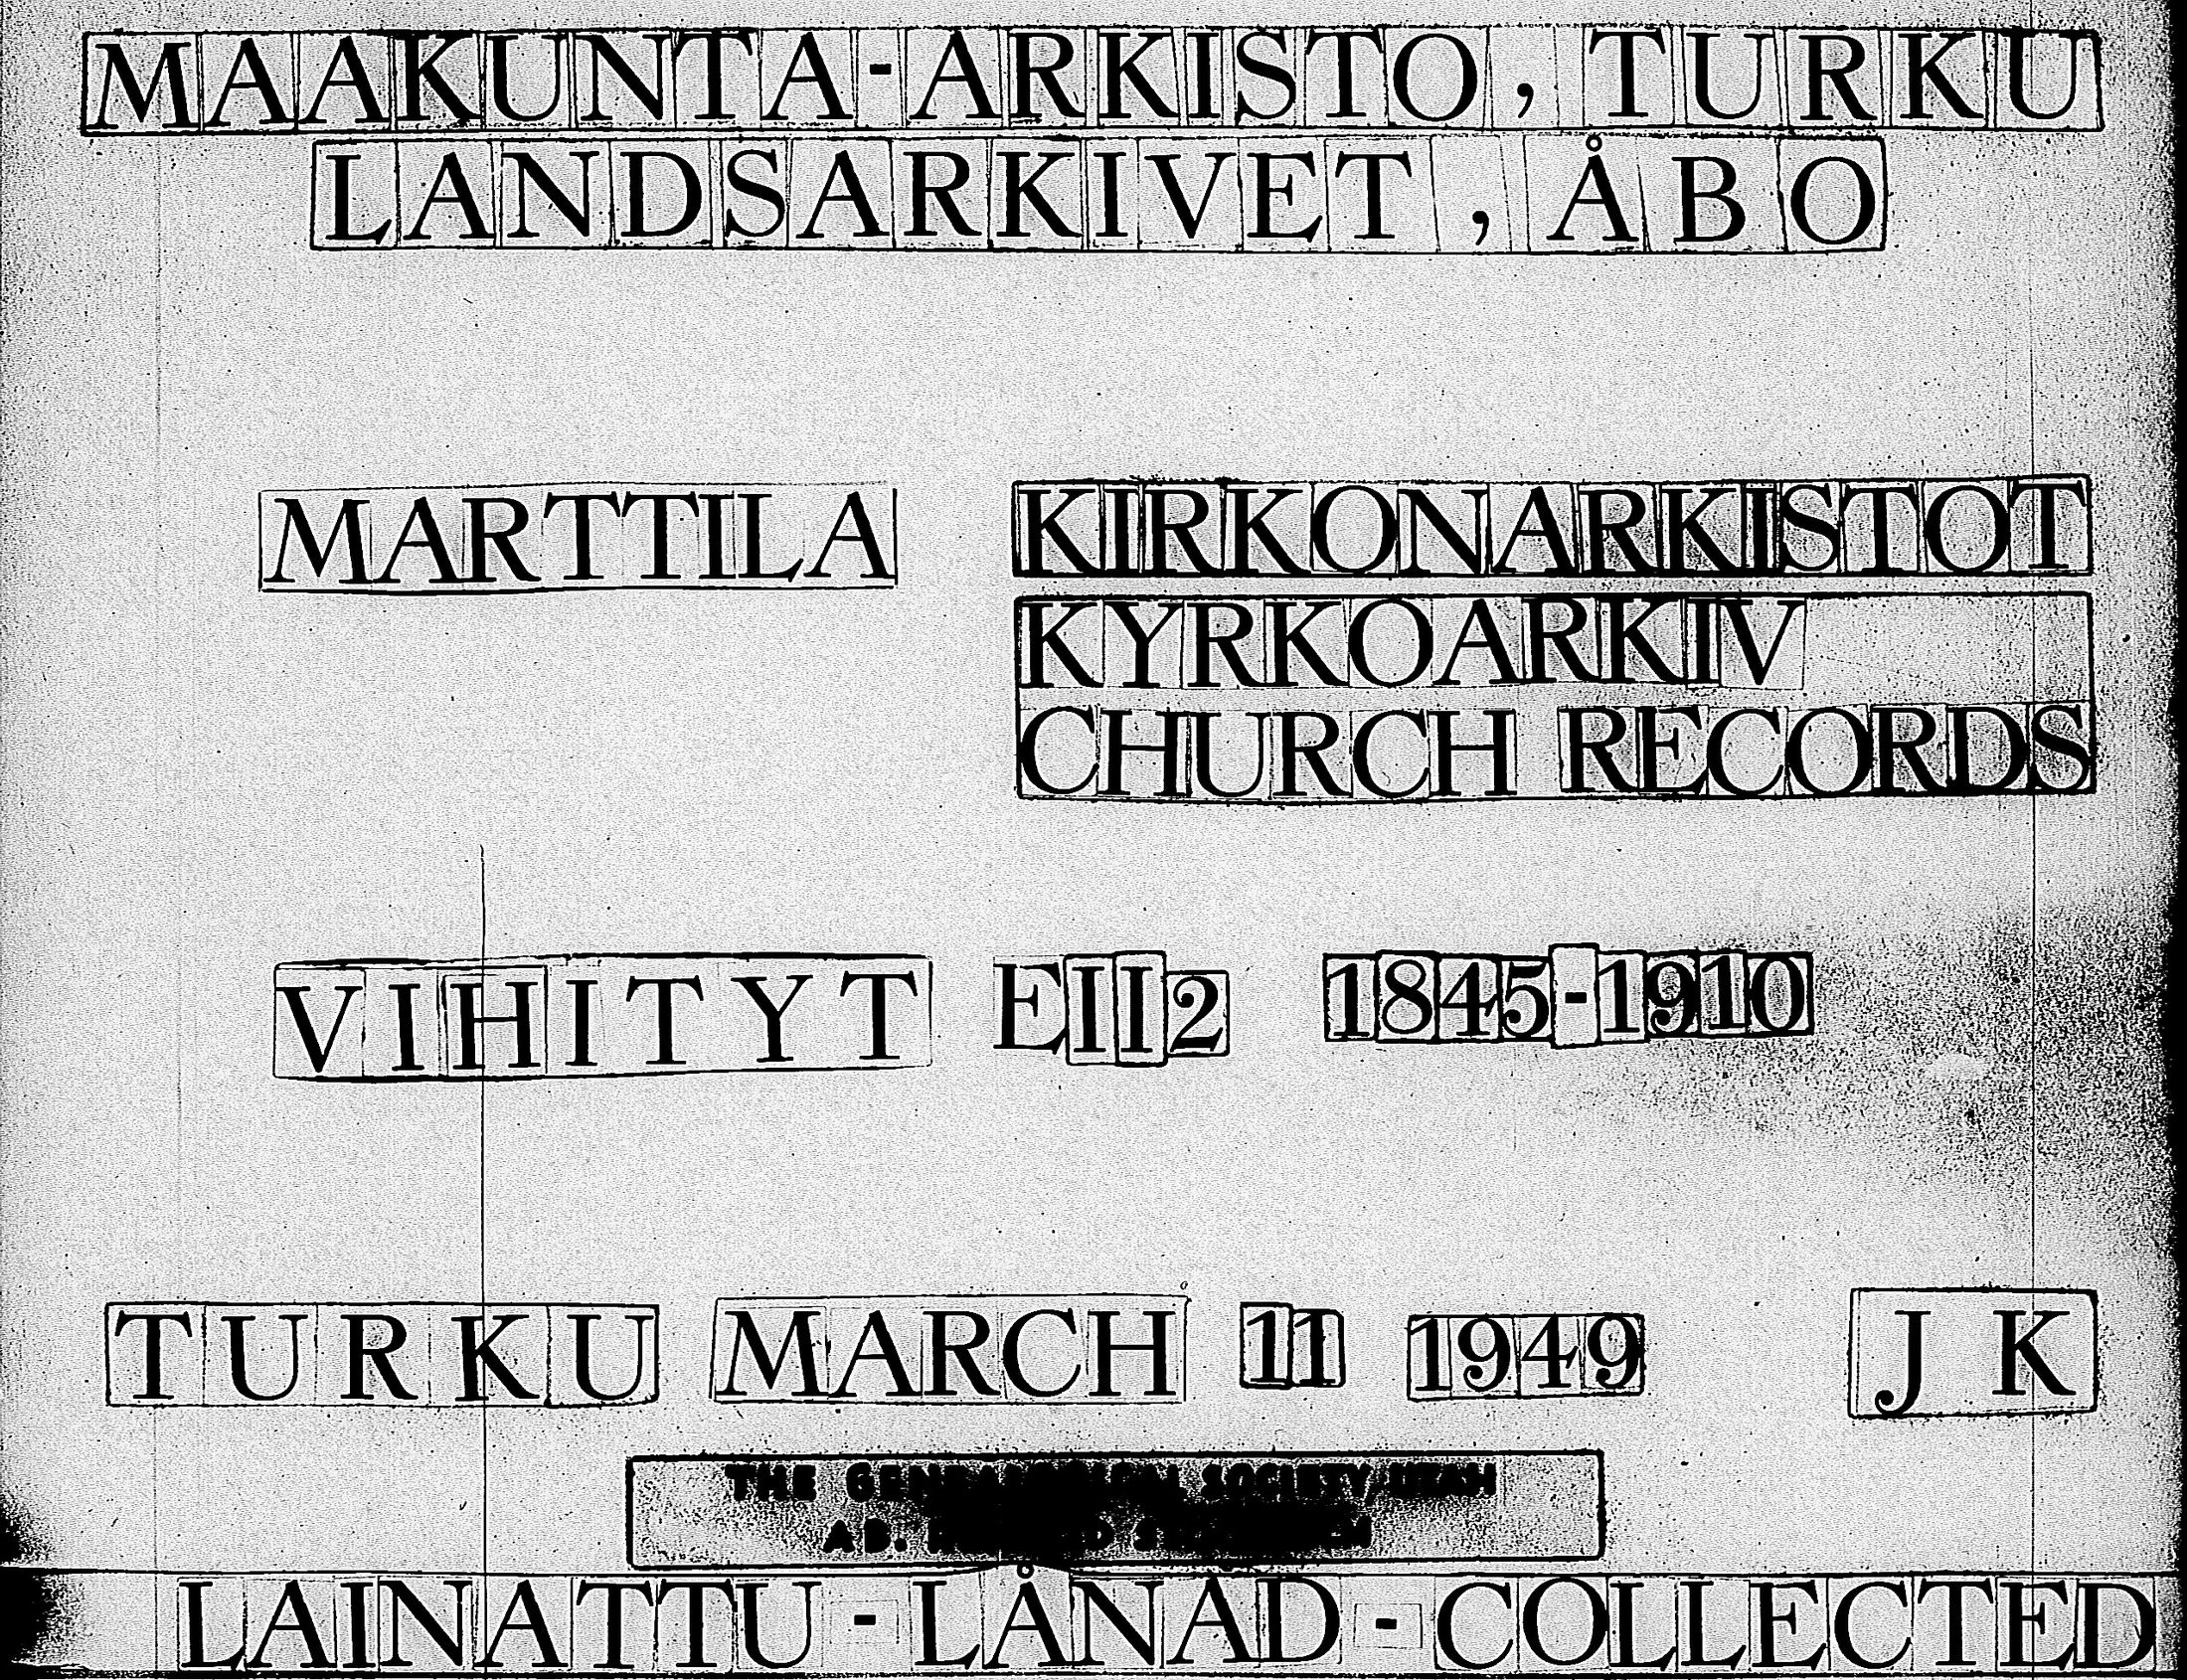 MAAKUNTA-ARKISTO, TURKU
LANDSARKIVET, ÅBO
MARTTILA KIRKONARKISTOT
KYRKOARKIV
CHURCH RECORDS
VIHITYT EII2 1845-1910
TURKU MARCH 11 1949 J K
THE SOCIETY, UTAH
AB.
LAINATTU - LÅNAD - COLLECTED